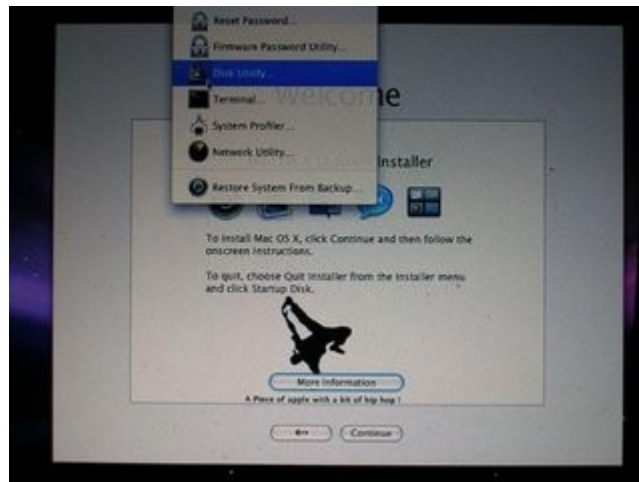 Reset Password...
Firmware Password Utility...
Disk Utility...
Terminal...
System Profiler...
Network Utility...
Restore System From Backup...
Welcome
Installer
To install Mac OS X, click Continue and then follow the
onscreen instructions.
To quit, choose Quit Installer from the Installer menu
and click Startup Disk.
More Information
A Piece of apple with a bit of hip hop !
Continue